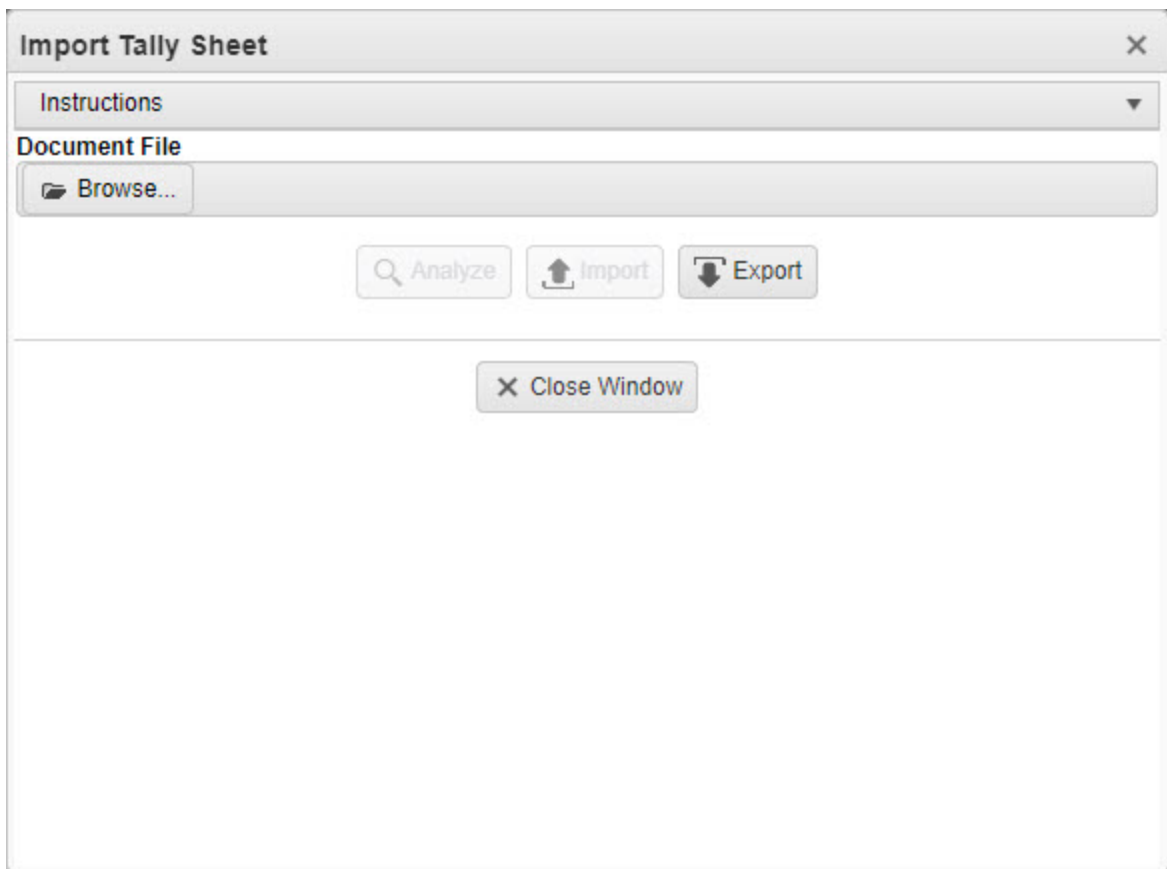 Import Tally Sheet
Instructions
Document File
Browse...
Analyze Import Export
Close Window